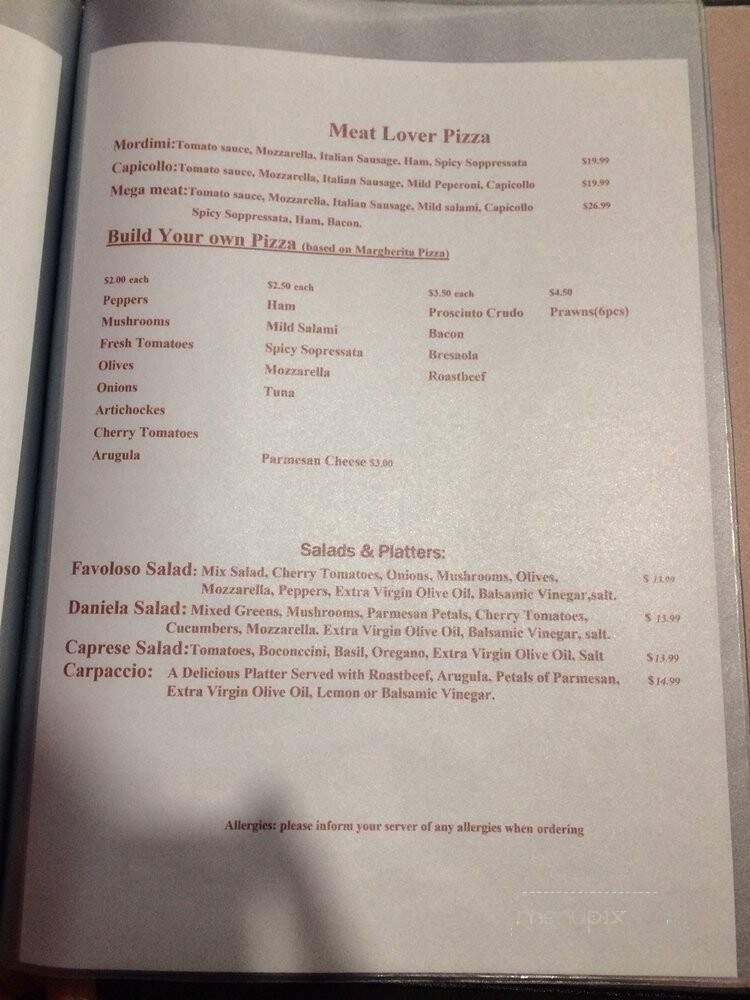 Meat Lover Pizza
Mordimi:Tomato sauce, Mozzarella, Italian Sausage, Ham, Spicy Soppressata $19.99
Capicollo:Tomato sauce, Mozzarella, Italian Sausage, Mild Peperoni, Capicollo $19.99
Mega meat:Tomato sauce, Mozzarella, Italian Sausage, Mild salami, Capicollo $26.99
Spicy Soppressata, Ham, Bacon.
Build Your own Pizza (based on Margherita Pizza)
$2.00 each
Peppers
Mushrooms
Fresh Tomatoes
Olives
Onions
Artichockes
Cherry Tomatoes
Arugula
$2.50 each
Ham
Mild Salami
Spicy Sopressata
Mozzarella
Tuna
Parmesan Cheese $3.00
$3.50 each
Prosciuto Crudo
Bacon
Bresaola
Roastbeef
$4.50
Prawns(6pcs)
Salads & Platters:
Favoloso Salad: Mix Salad, Cherry Tomatoes, Onions, Mushrooms, Olives, $ 13.99
Mozzarella, Peppers, Extra Virgin Olive Oil, Balsamic Vinegar,salt.
Daniela Salad: Mixed Greens, Mushrooms, Parmesan Petals, Cherry Tomatoes, $ 13.99
Cucumbers, Mozzarella. Extra Virgin Olive Oil, Balsamic Vinegar, salt.
Caprese Salad:Tomatoes, Boconccini, Basil, Oregano, Extra Virgin Olive Oil, Salt $13.99
Carpaccio: A Delicious Platter Served with Roastbeef, Arugula, Petals of Parmesan, $14.99
Extra Virgin Olive Oil, Lemon or Balsamic Vinegar.
Allergies: please inform your server of any allergies when ordering